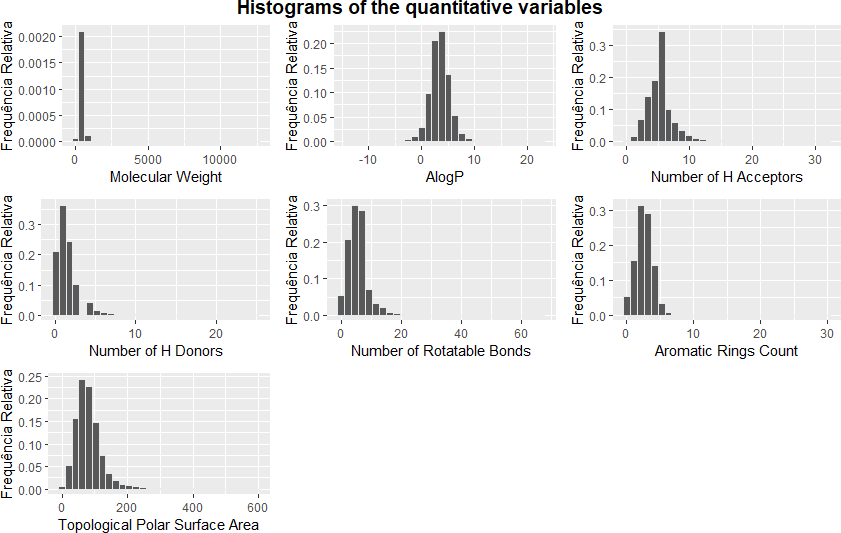 Histograms of the quantitative variables
Frequência Relativa
0.0020
0.0015
0.0010
0.0005
0.0000
0 5000 10000
Molecular Weight
Frequência Relativa
0.20
0.15
0.10
0.05
0.00
-10 0 10 20
AlogP
Frequência Relativa
0.3
0.2
0.1
0.0
0 10 20 30
Number of H Acceptors
Frequência Relativa
0.3
0.2
0.1
0.0
0 10 20
Number of H Donors
Frequência Relativa
0.3
0.2
0.1
0.0
0 20 40 60
Number of Rotatable Bonds
Frequência Relativa
0.3
0.2
0.1
0.0
0 10 20 30
Aromatic Rings Count
Frequência Relativa
0.25
0.20
0.15
0.10
0.05
0.00
0 200 400 600
Topological Polar Surface Area